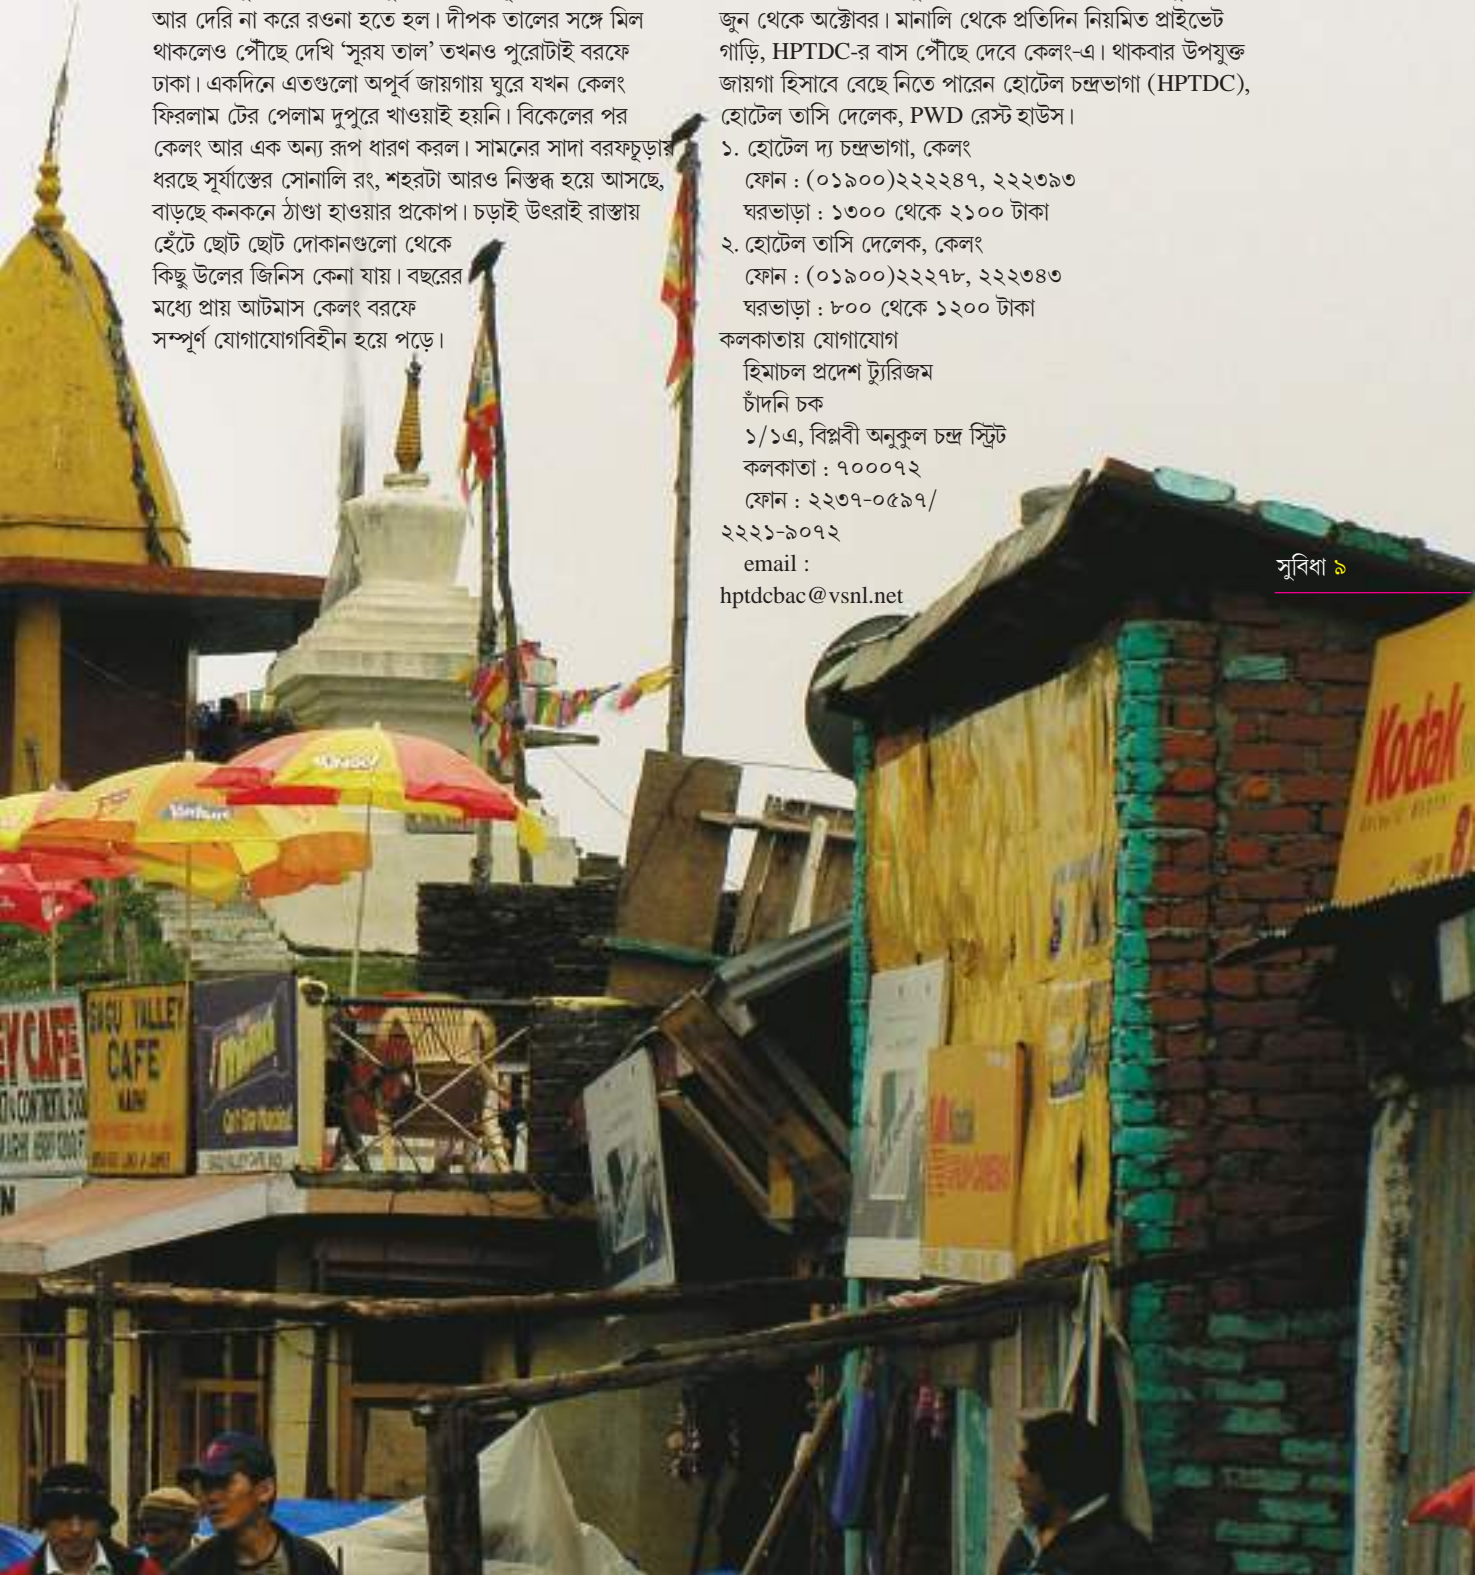 আর দেরি না করে রওনা হতে হল। দীপক তালের সঙ্গে মিল
থাকলেও পৌঁছে দেখি ‘সূরয তাল’ তখনও পুরোটাই বরফে
ঢাকা। একদিনে এতগুলো অপূর্ব জায়গায় ঘুরে যখন কেলং
ফিরলাম টের পেলাম দুপুরে খাওয়াই হয়নি। বিকেলের পর
কেলং আর এক অন্য রূপ ধারণ করল। সামনের সাদা বরফচূড়ায়
ধরছে সূর্যাস্তের সোনালি রং, শহরটা আরও নিস্তব্ধ হয়ে আসছে,
বাড়ছে কনকনে ঠাণ্ডা হাওয়ার প্রকোপ। চড়াই উৎরাই রাস্তায়
হেঁটে ছোট ছোট দোকানগুলো থেকে
কিছু উলের জিনিস কেনা যায়। বছরের
মধ্যে প্রায় আটমাস কেলং বরফে
সম্পূর্ণ যোগাযোগবিহীন হয়ে পড়ে।
জুন থেকে অক্টোবর। মানালি থেকে প্রতিদিন নিয়মিত প্রাইভেট
গাড়ি, HPTDC-র বাস পৌঁছে দেবে কেলং-এ। থাকবার উপযুক্ত
জায়গা হিসাবে বেছে নিতে পারেন হোটেল চন্দ্রভাগা (HPTDC),
হোটেল তাসি দেলেক, PWD রেস্ট হাউস।
১. হোটেল দ্য চন্দ্রভাগা, কেলং
ফোন : (০১৯০০)২২২২৪৭, ২২২৩৯৩
ঘরভাড়া : ১৩০০ থেকে ২১০০ টাকা
২. হোটেল তাসি দেলেক, কেলং
ফোন : (০১৯০০)২২২৭৮, ২২২৩৪৩
ঘরভাড়া : ৮০০ থেকে ১২০০ টাকা
কলকাতায় যোগাযোগ
হিমাচল প্রদেশ ট্যুরিজম
চাঁদনি চক
১/১এ, বিপ্লবী অনুকুল চন্দ্র স্ট্রিট
কলকাতা : ৭০০০৭২
ফোন : ২২৩৭-০৫৯৭/
২২২১-৯০৭২
email :
hptdcbac@vsnl.net
সুবিধা ৯
Kodak
CAFE
VALLEY
CAFE